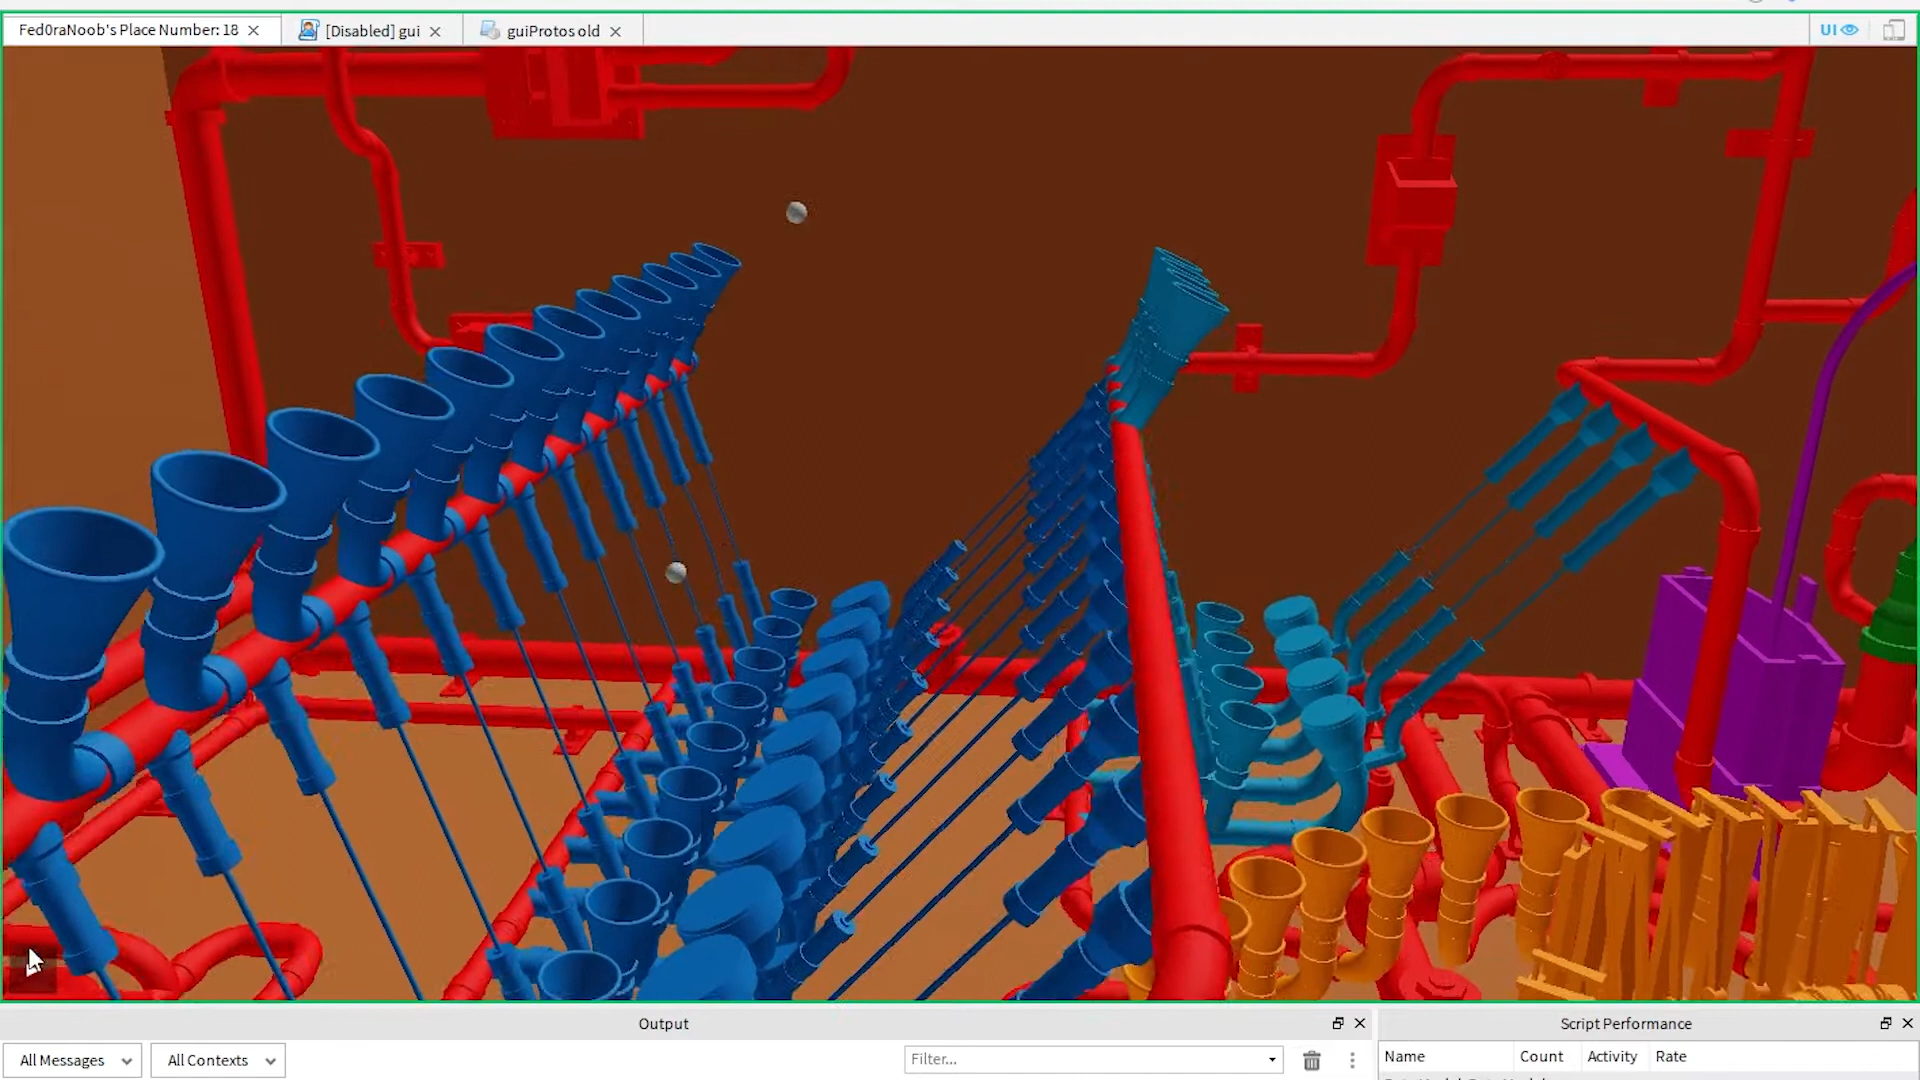 Fed0raNoob's Place Number: 18
[Disabled] gui
guiProtos old
UI
Output
Script Performance
All Messages
All Contexts
Filter...
Name Count Activity Rate